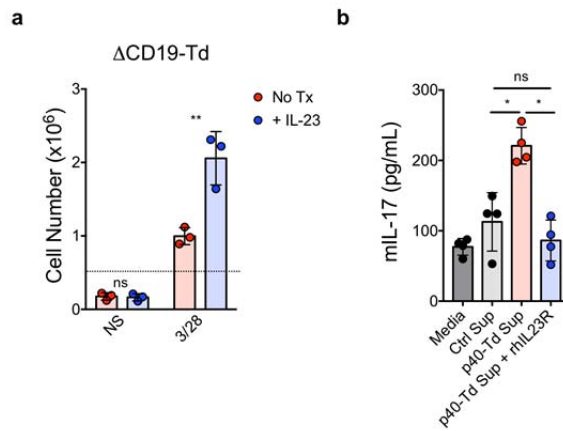 a
ΔCD19-Td
No Tx
+ IL-23
Cell Number (x10⁶)
3
2
1
0
**
ns
NS
3/28
b
mIL-17 (pg/mL)
300
200
100
0
ns
*
*
Media
Ctrl Sup
p40-Td Sup
p40-Td Sup + rhIL23R